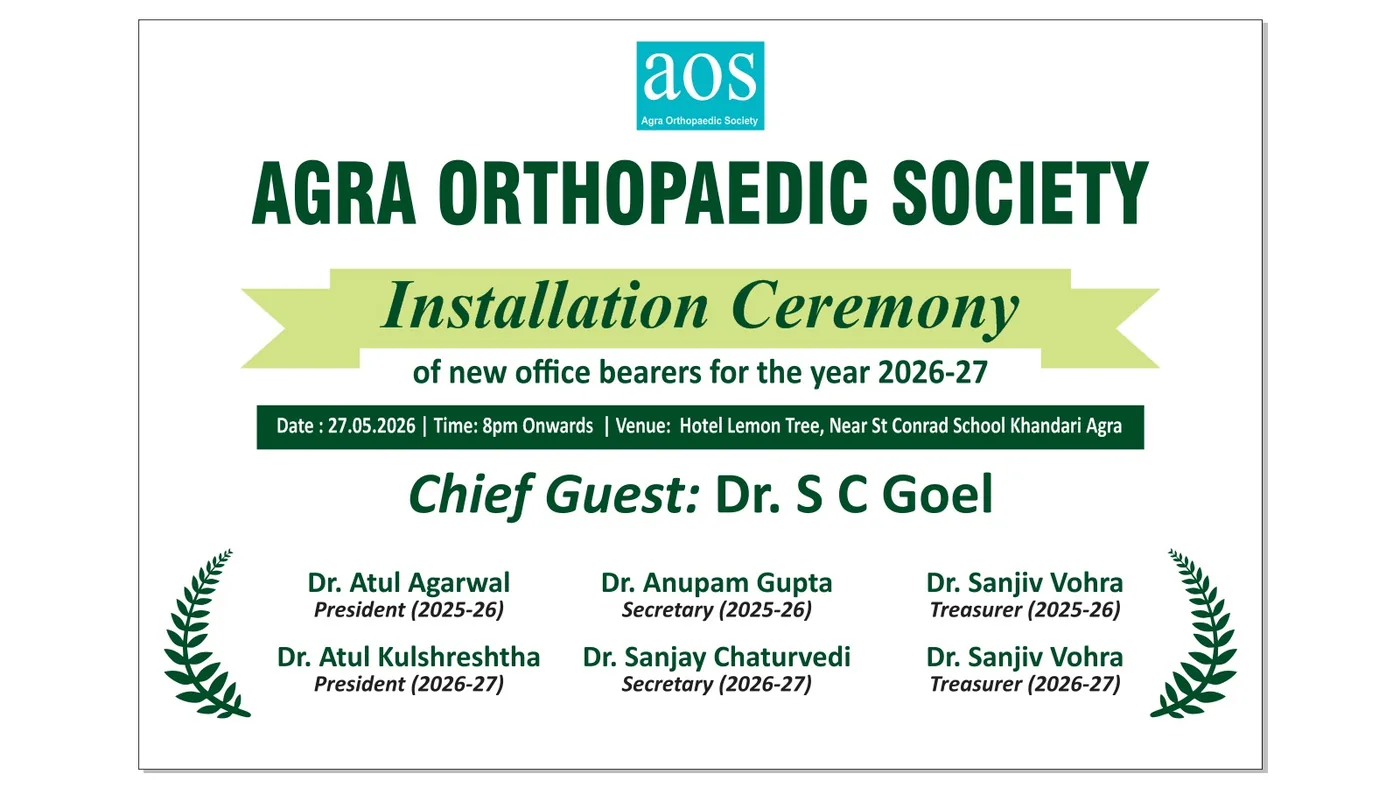 aos
Agra Orthopaedic Society
AGRA ORTHOPAEDIC SOCIETY
Installation Ceremony
of new office bearers for the year 2026-27
Date : 27.05.2026 | Time: 8pm Onwards | Venue: Hotel Lemon Tree, Near St Conrad School Khandari Agra
Chief Guest: Dr. S C Goel
Dr. Atul Agarwal Dr. Anupam Gupta Dr. Sanjiv Vohra
President (2025-26) Secretary (2025-26) Treasurer (2025-26)
Dr. Atul Kulshreshtha Dr. Sanjay Chaturvedi Dr. Sanjiv Vohra
President (2026-27) Secretary (2026-27) Treasurer (2026-27)